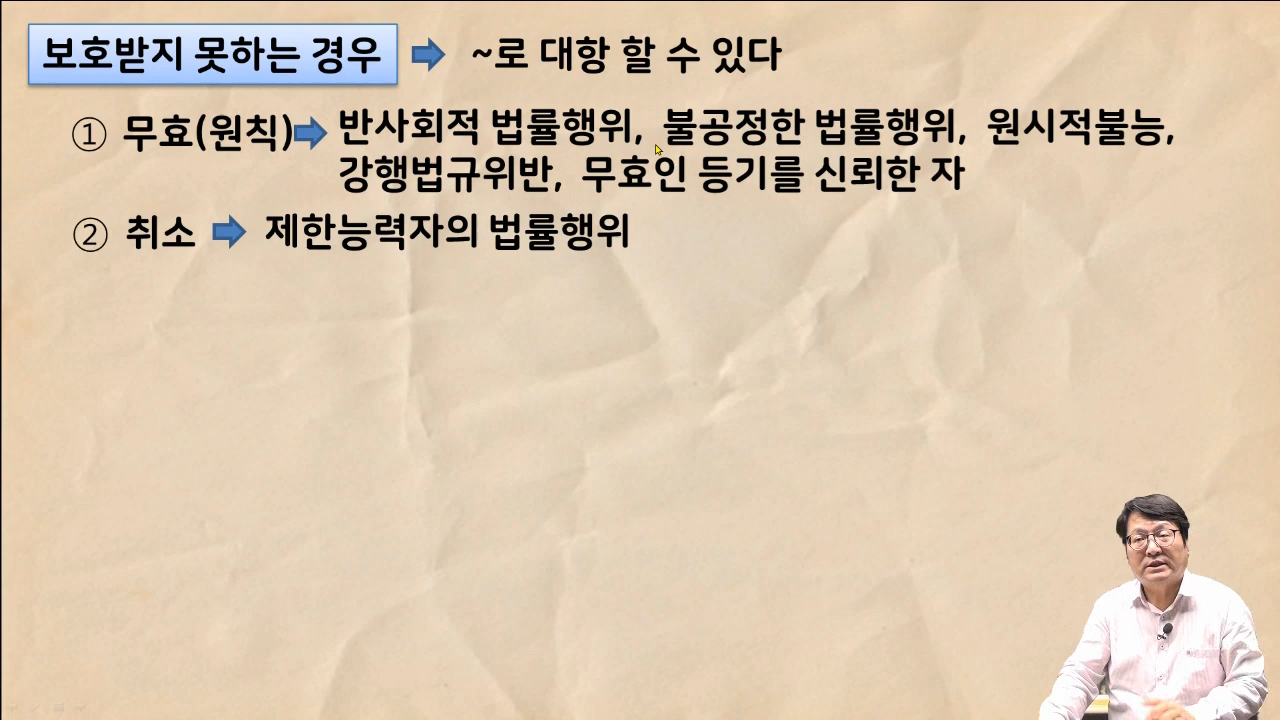 보호받지 못하는 경우 ➡ ~로 대항 할 수 있다
① 무효(원칙)➡ 반사회적 법률행위, 불공정한 법률행위, 원시적불능,
강행법규위반, 무효인 등기를 신뢰한 자
② 취소 ➡ 제한능력자의 법률행위